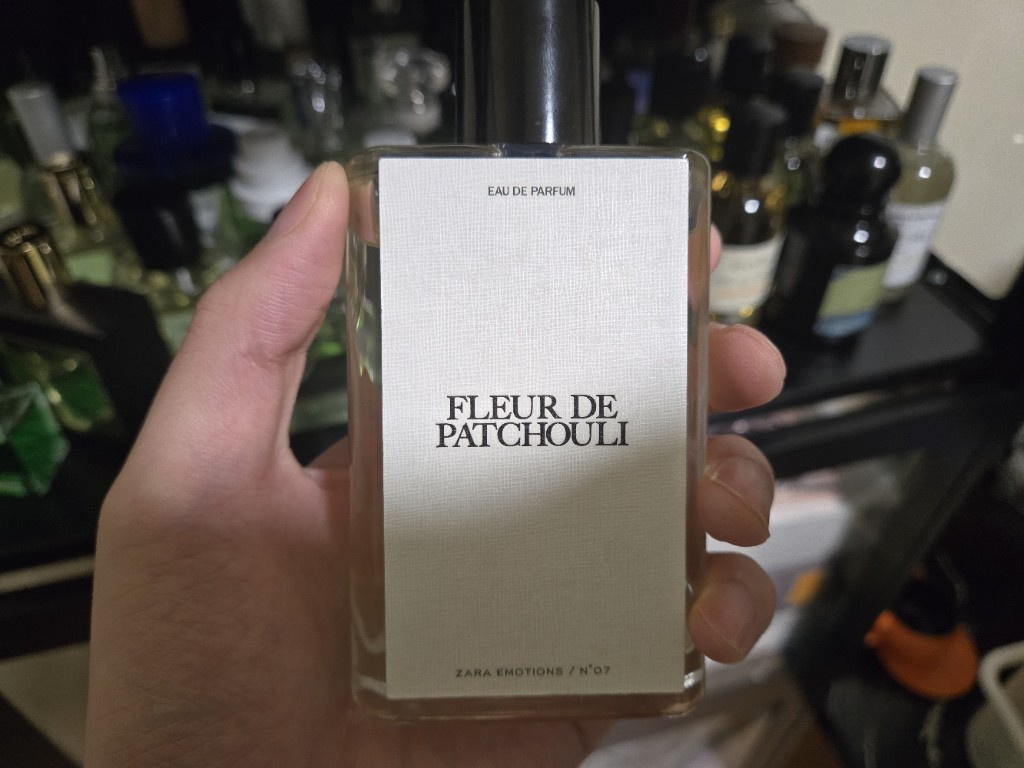 EAU DE PARFUM
FLEUR DE
PATCHOULI
ZARA EMOTIONS / N°07